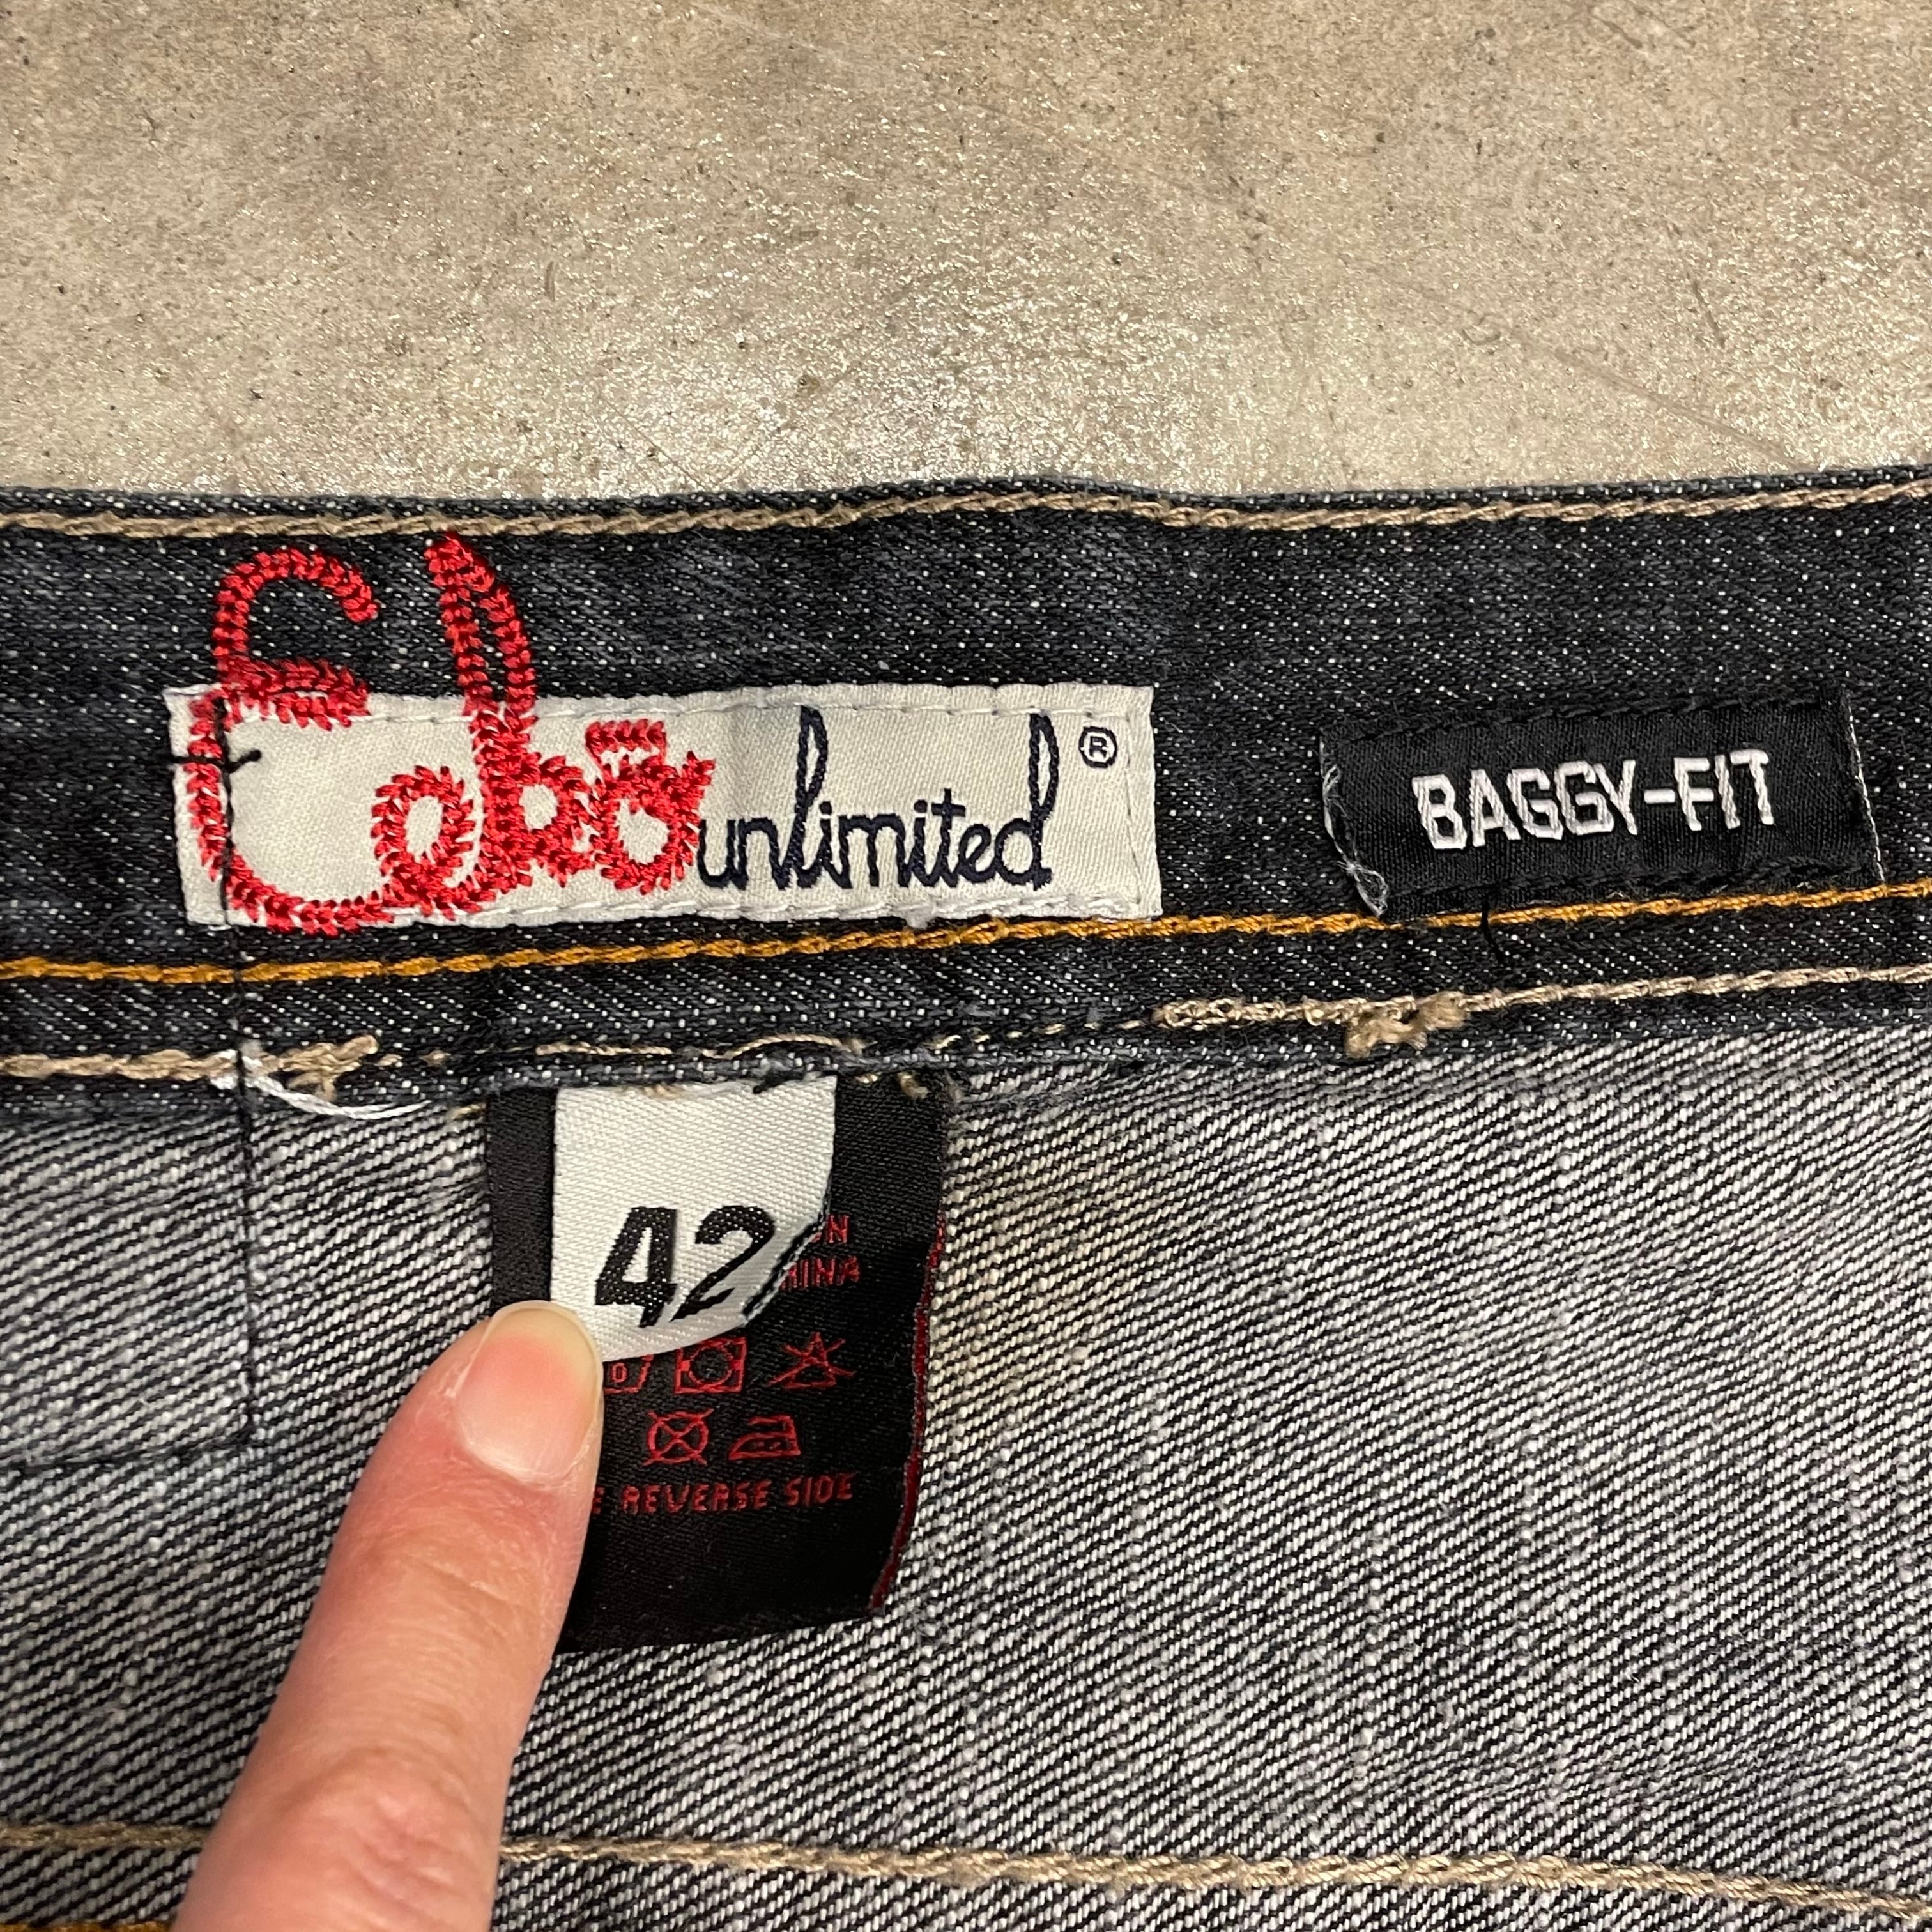 Ecko unlimited®
BAGGY-FIT
42
REVERSE SIDE